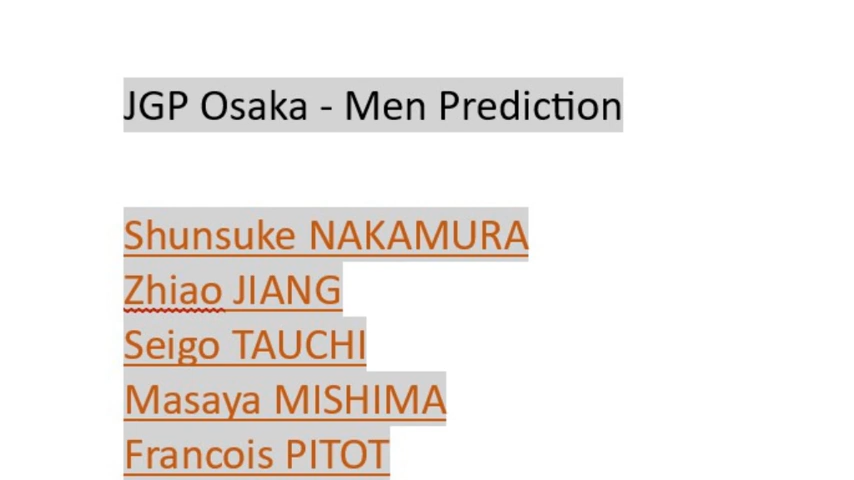 JGP Osaka - Men Prediction
Shunsuke NAKAMURA
Zhiao JIANG
Seigo TAUCHI
Masaya MISHIMA
Francois PITOT